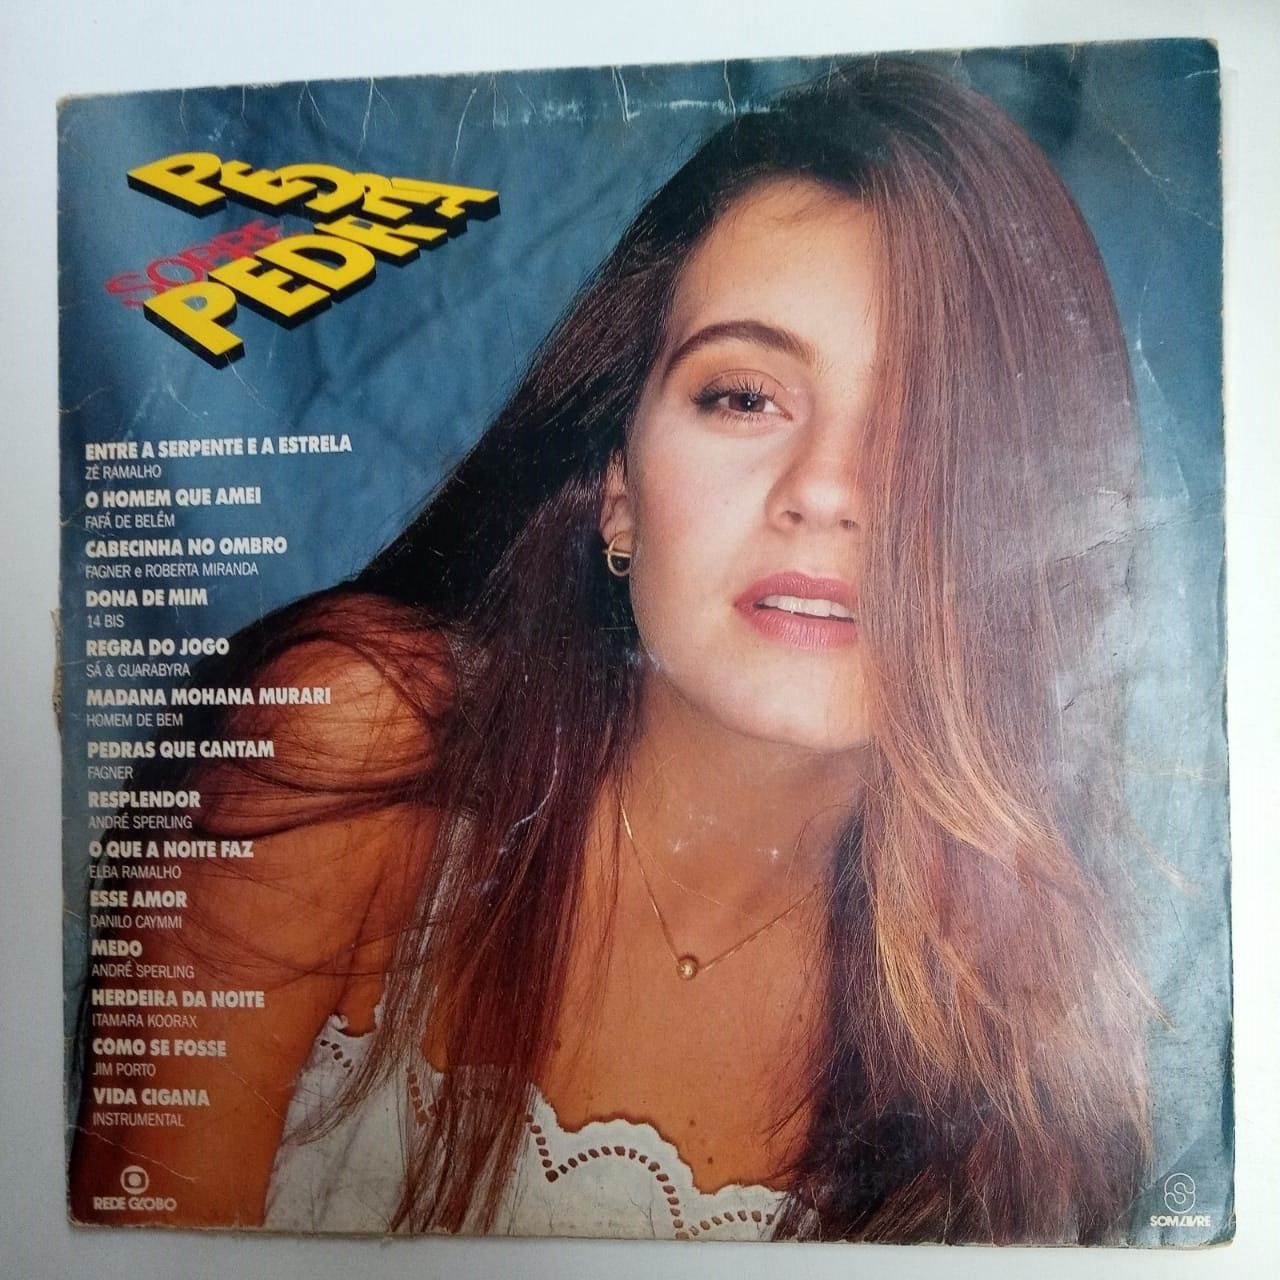 PEDRA
SOBRE
PEDRA
ENTRE A SERPENTE E A ESTRELA
ZÉ RAMALHO
O HOMEM QUE AMEI
FAFÁ DE BELÉM
CABECINHA NO OMBRO
FAGNER e ROBERTA MIRANDA
DONA DE MIM
14 BIS
REGRA DO JOGO
SÁ & GUARABYRA
MADANA MOHANA MURARI
HOMEM DE BEM
PEDRAS QUE CANTAM
FAGNER
RESPLENDOR
ANDRÉ SPERLING
O QUE A NOITE FAZ
ELBA RAMALHO
ESSE AMOR
DANILO CAYMMI
MEDO
ANDRÉ SPERLING
HERDEIRA DA NOITE
ITAMARA KOORAX
COMO SE FOSSE
JIM PORTO
VIDA CIGANA
INSTRUMENTAL
REDE GLOBO
SOM LIVRE